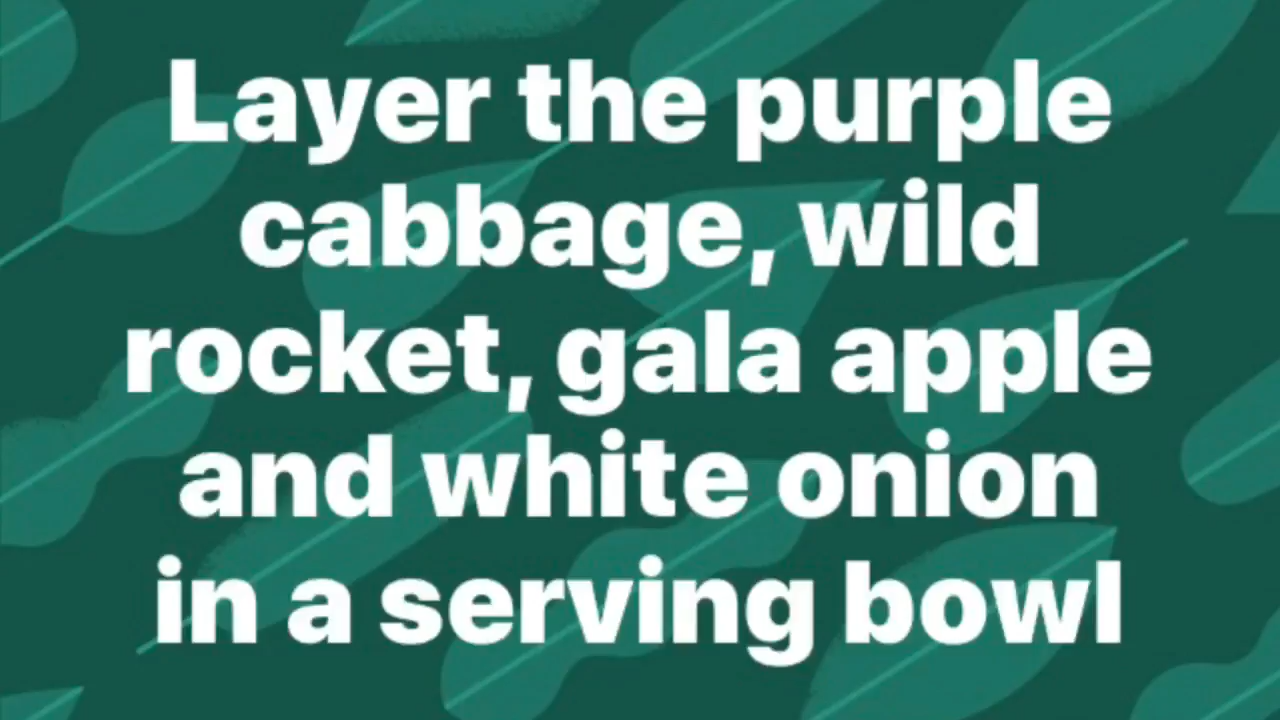 Layer the purple
cabbage, wild
rocket, gala apple
and white onion
in a serving bowl